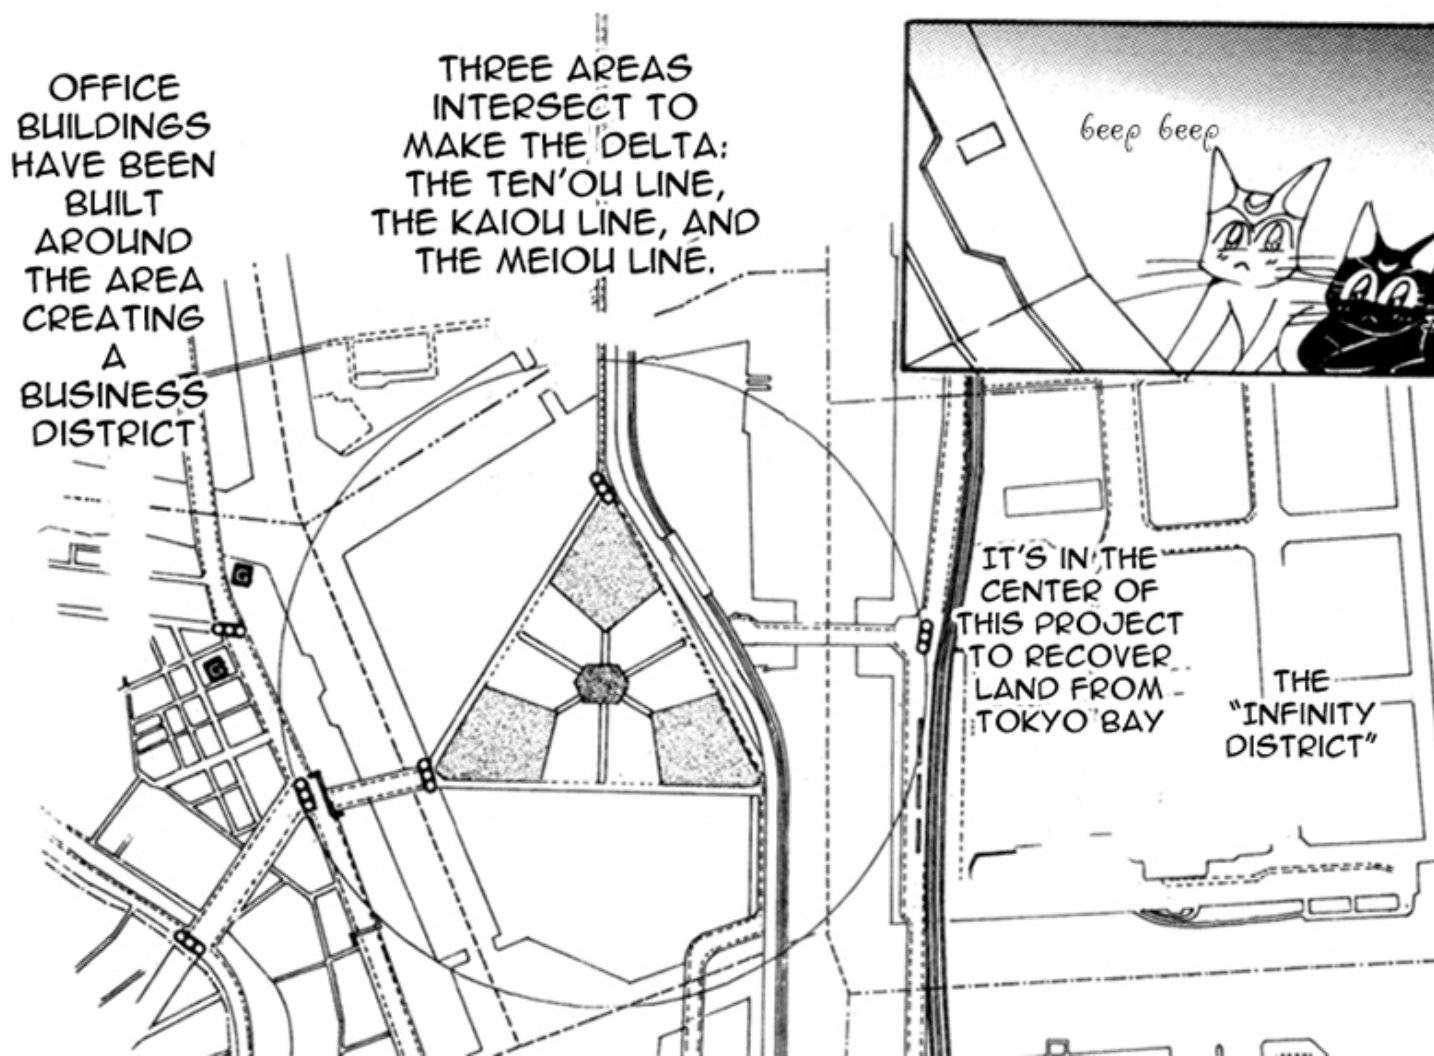 OFFICE
BUILDINGS
HAVE BEEN
BUILT
AROUND
THE AREA
CREATING
A
BUSINESS
DISTRICT
THREE AREAS
INTERSECT TO
MAKE THE DELTA:
THE TEN'OU LINE,
THE KAIOU LINE, AND
THE MEIOU LINE.
beep beep
IT'S IN THE
CENTER OF
THIS PROJECT
TO RECOVER
LAND FROM
TOKYO BAY
THE
"INFINITY
DISTRICT"
G
G